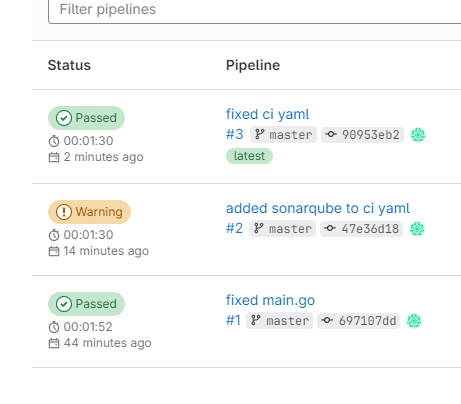 Filter pipelines
Status Pipeline
Passed fixed ci yaml
00:01:30 #3 master 90953eb2
2 minutes ago latest
Warning added sonarqube to ci yaml
00:01:30 #2 master 47e36d18
14 minutes ago
Passed fixed main.go
00:01:52 #1 master 697107dd
44 minutes ago